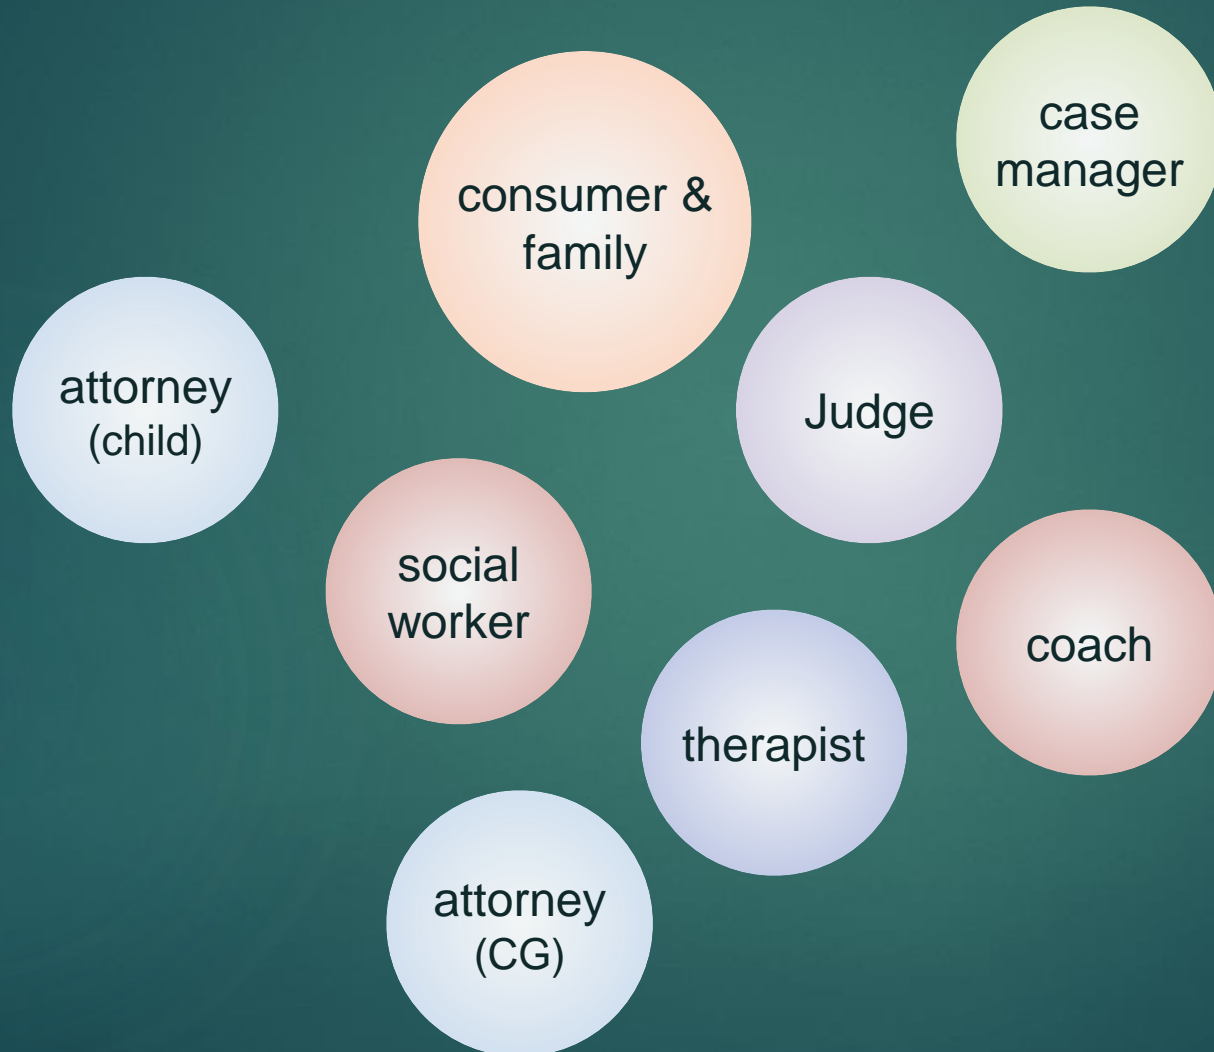 case
manager
consumer &
family
attorney
(child)
Judge
social
worker
coach
therapist
attorney
(CG)